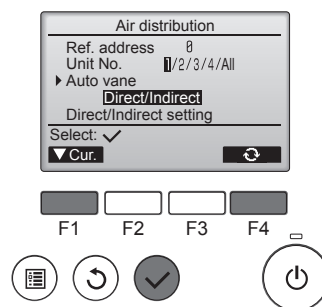 Air distribution
Ref. address 0
Unit No. 1/2/3/4/All
▶ Auto vane
Direct/Indirect
Direct/Indirect setting
Select: ✓
▼ Cur.
F1 F2 F3 F4